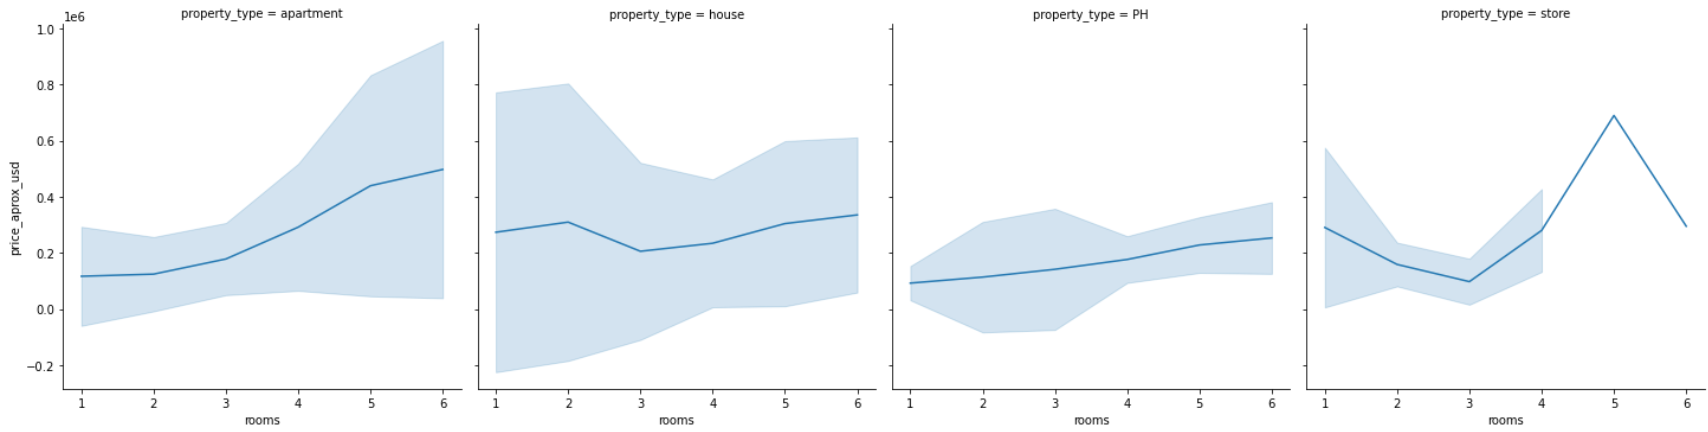 property_type = apartment
property_type = house
property_type = PH
property_type = store
1e6
1.0
0.8
0.6
0.4
0.2
0.0
−0.2
price_aprox_usd
1 2 3 4 5 6
1 2 3 4 5 6
1 2 3 4 5 6
1 2 3 4 5 6
rooms
rooms
rooms
rooms